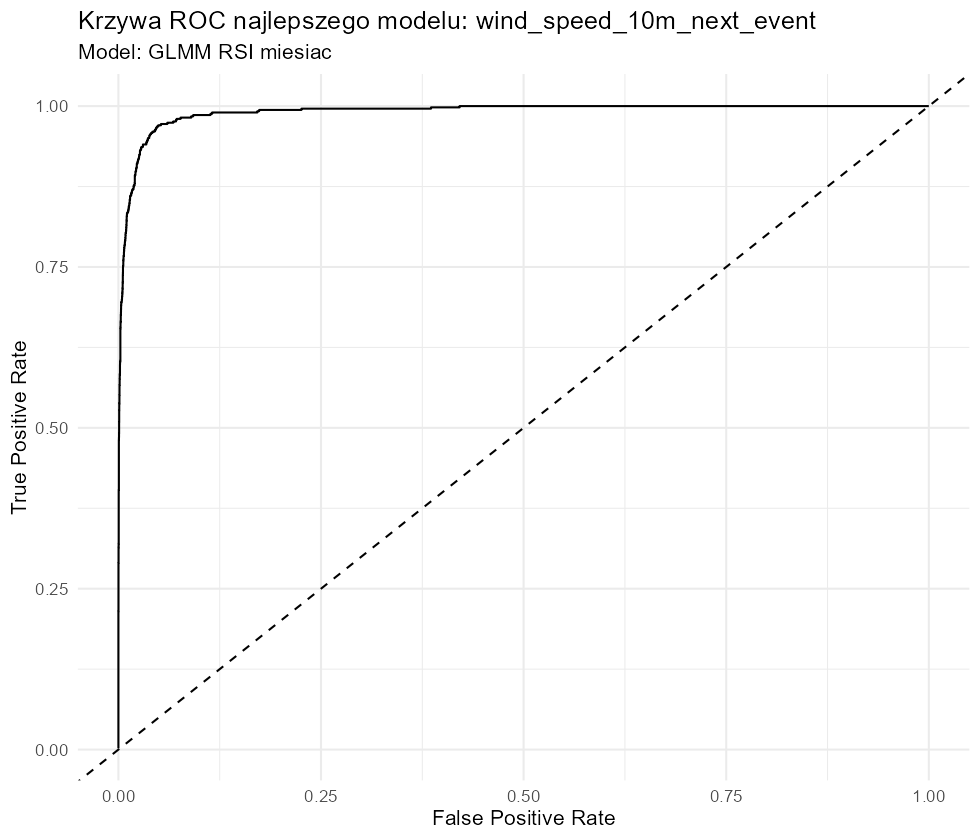 Krzywa ROC najlepszego modelu: wind_speed_10m_next_event
Model: GLMM RSI miesiac
1.00
0.75
0.50
0.25
0.00
True Positive Rate
0.00 0.25 0.50 0.75 1.00
False Positive Rate